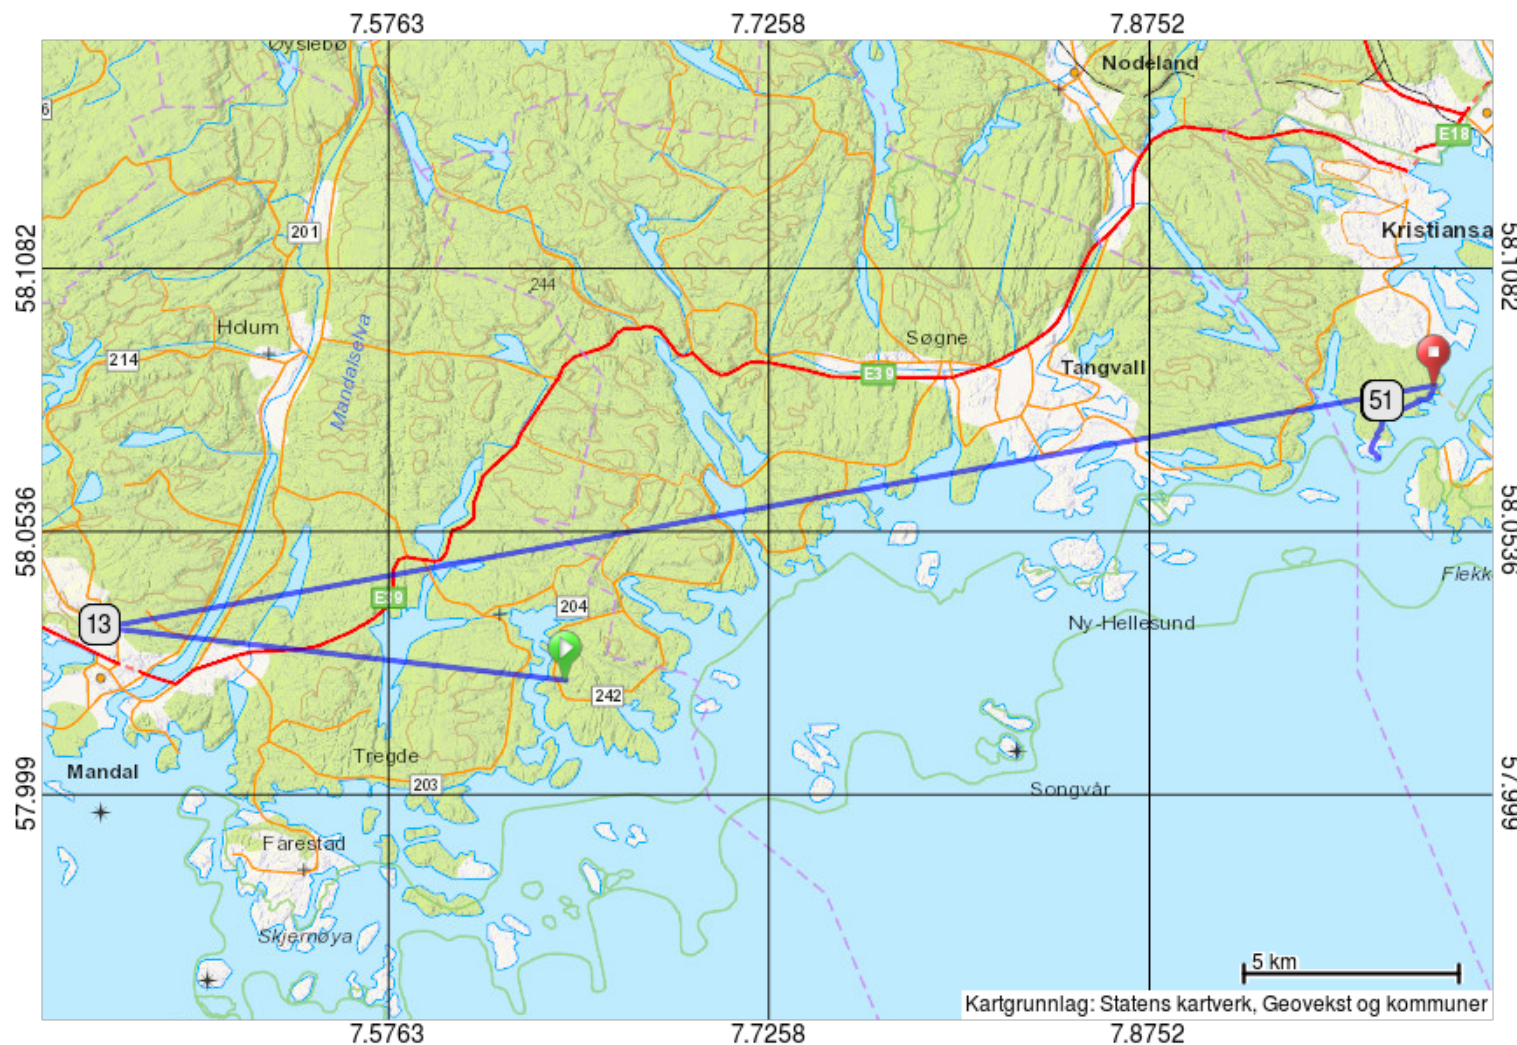 7.5763
7.7258
7.8752
Øyslebø
Nodeland
6
E18
201
Kristiansa
58.1082
58.1082
244
Holum
Mandalselva
214
Søgne
E39
Tangvall
51
58.0536
58.0536
Flekk
E39
204
13
Ny-Hellesund
242
Tregde
Mandal
203
Songvår
57.999
57.999
Farestad
Skjernøya
5 km
Kartgrunnlag: Statens kartverk, Geovekst og kommuner
7.5763
7.7258
7.8752